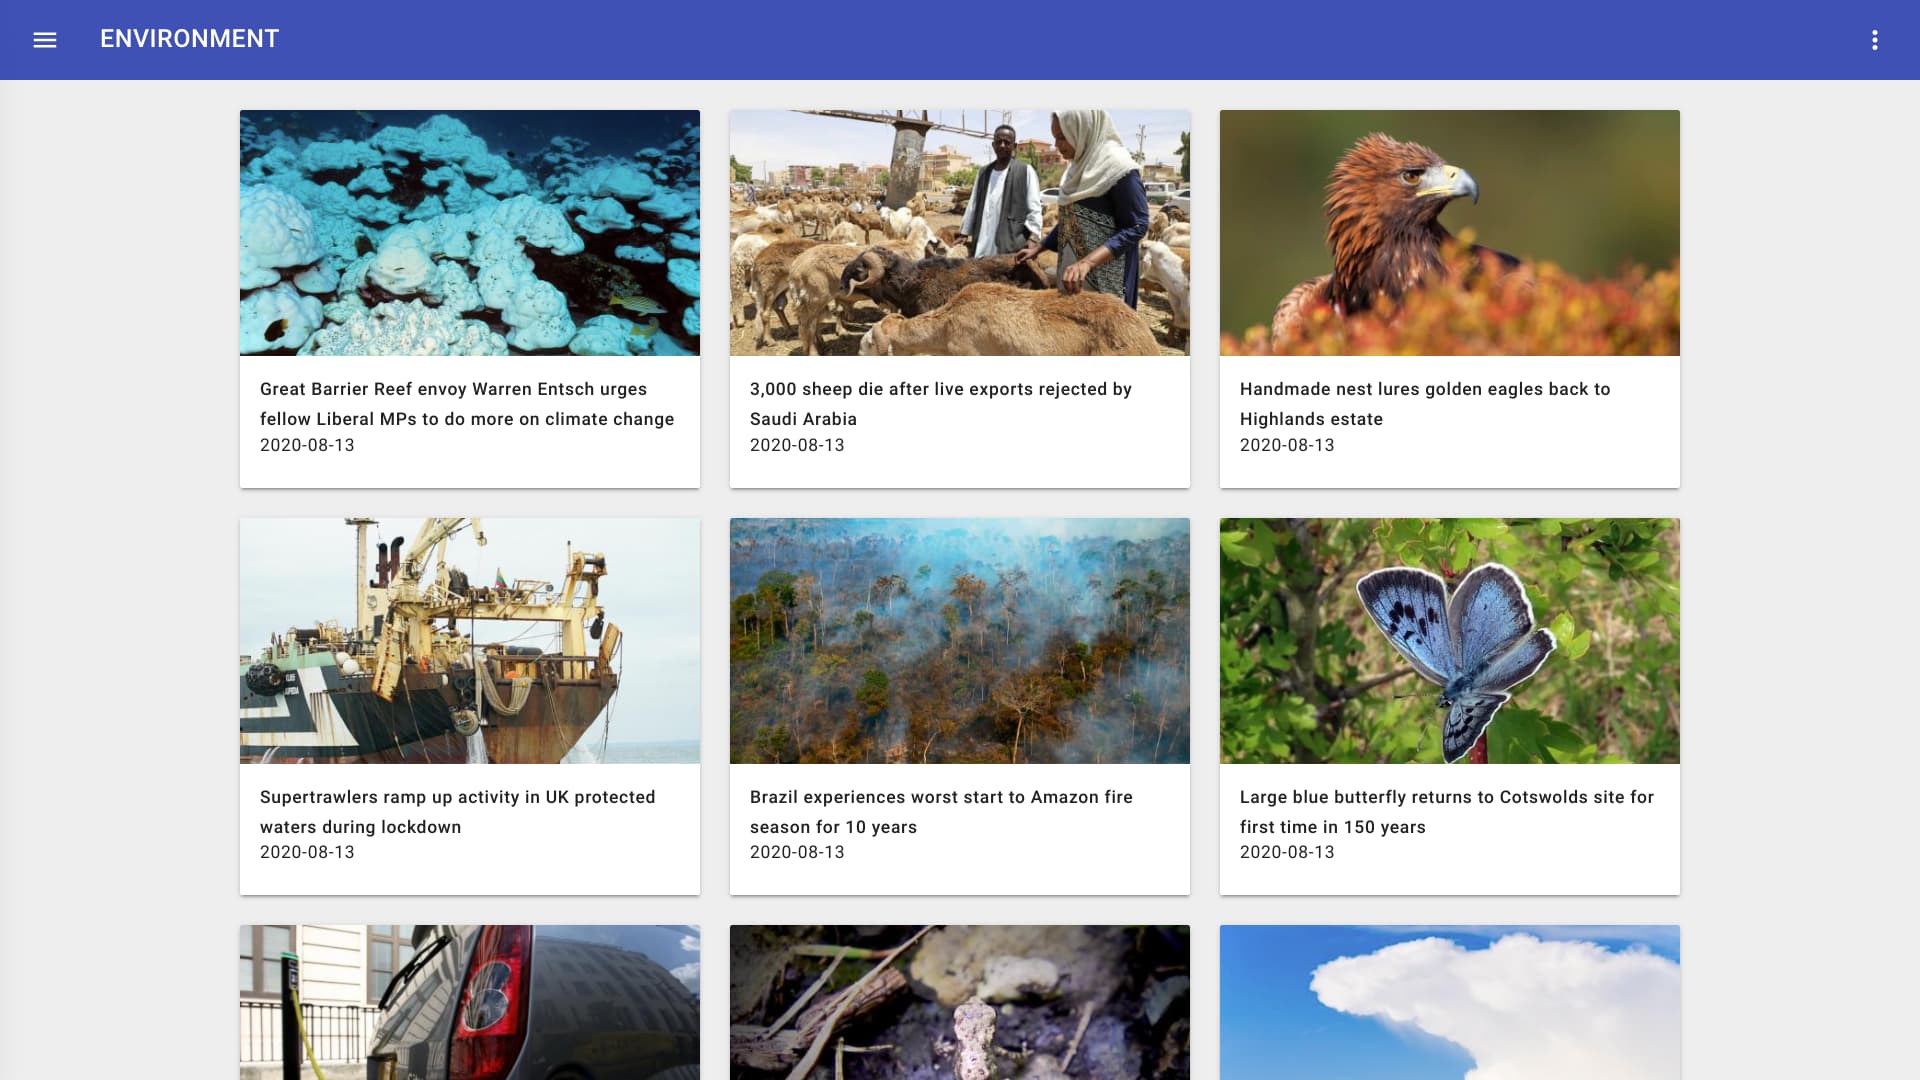 ENVIRONMENT
Great Barrier Reef envoy Warren Entsch urges
fellow Liberal MPs to do more on climate change
2020-08-13
3,000 sheep die after live exports rejected by
Saudi Arabia
2020-08-13
Handmade nest lures golden eagles back to
Highlands estate
2020-08-13
Supertrawlers ramp up activity in UK protected
waters during lockdown
2020-08-13
Brazil experiences worst start to Amazon fire
season for 10 years
2020-08-13
Large blue butterfly returns to Cotswolds site for
first time in 150 years
2020-08-13